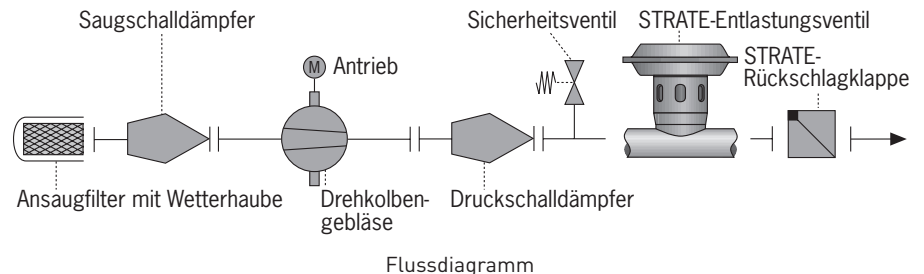 Saugschalldämpfer
Sicherheitsventil
STRATE-Entlastungsventil
M
Antrieb
STRATE-
Rückschlagklappe
Ansaugfilter mit Wetterhaube
Drehkolben-
gebläse
Druckschalldämpfer
Flussdiagramm